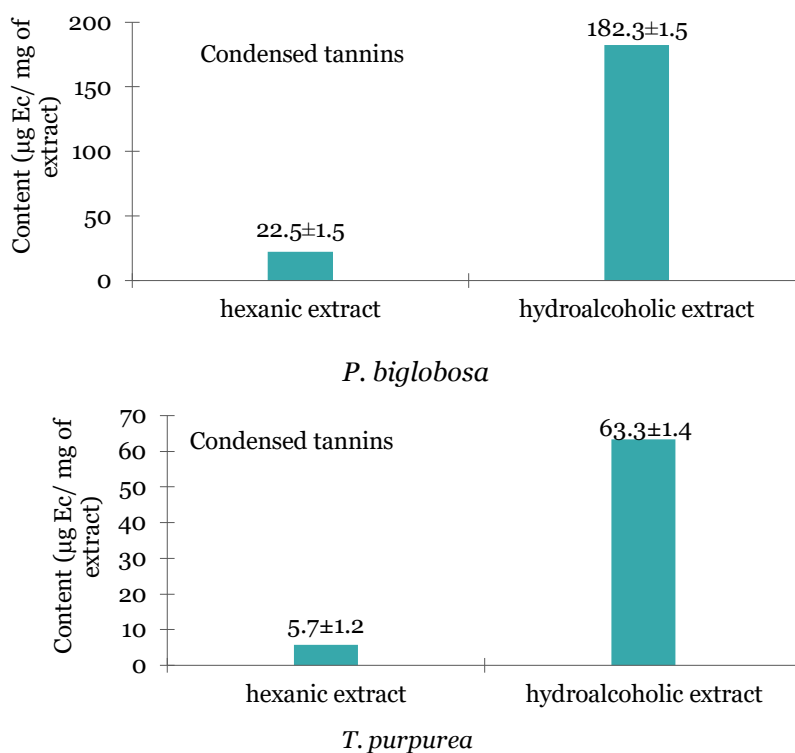 Content (µg Ec/ mg of
extract)
200
150
100
50
0
Condensed tannins
22.5±1.5
182.3±1.5
hexanic extract
hydroalcoholic extract
P. biglobosa
Content (µg Ec/ mg of
extract)
70
60
50
40
30
20
10
0
Condensed tannins
5.7±1.2
63.3±1.4
hexanic extract
hydroalcoholic extract
T. purpurea